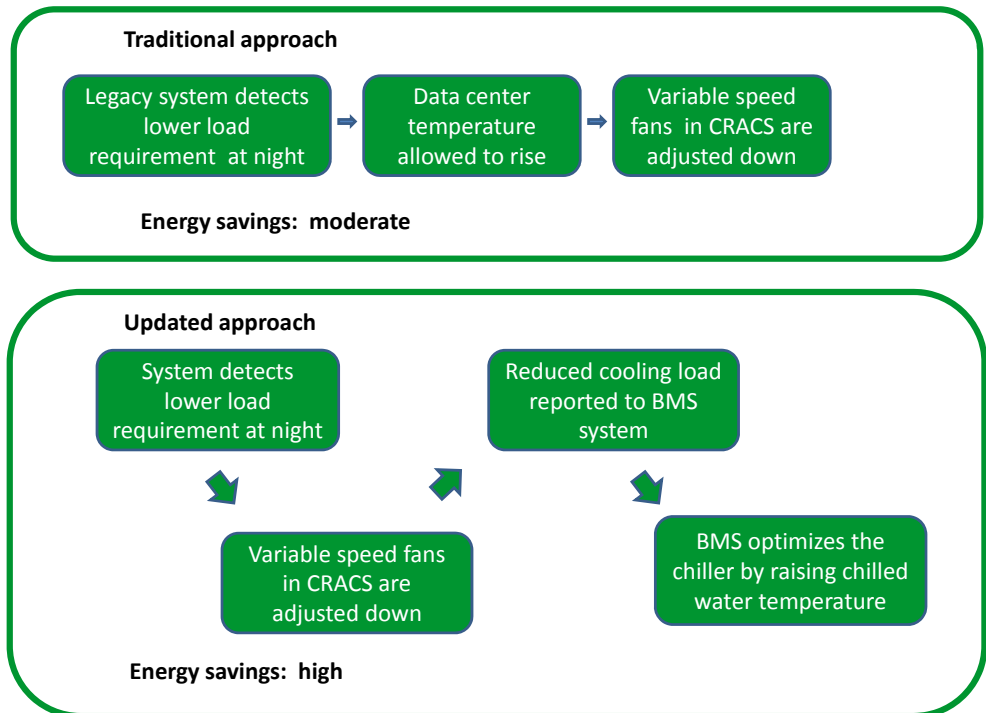 Traditional approach
Legacy system detects
lower load
requirement at night
Data center
temperature
allowed to rise
Variable speed
fans in CRACS are
adjusted down
Energy savings: moderate
Updated approach
System detects
lower load
requirement at night
Variable speed fans
in CRACS are
adjusted down
Reduced cooling load
reported to BMS
system
BMS optimizes the
chiller by raising chilled
water temperature
Energy savings: high